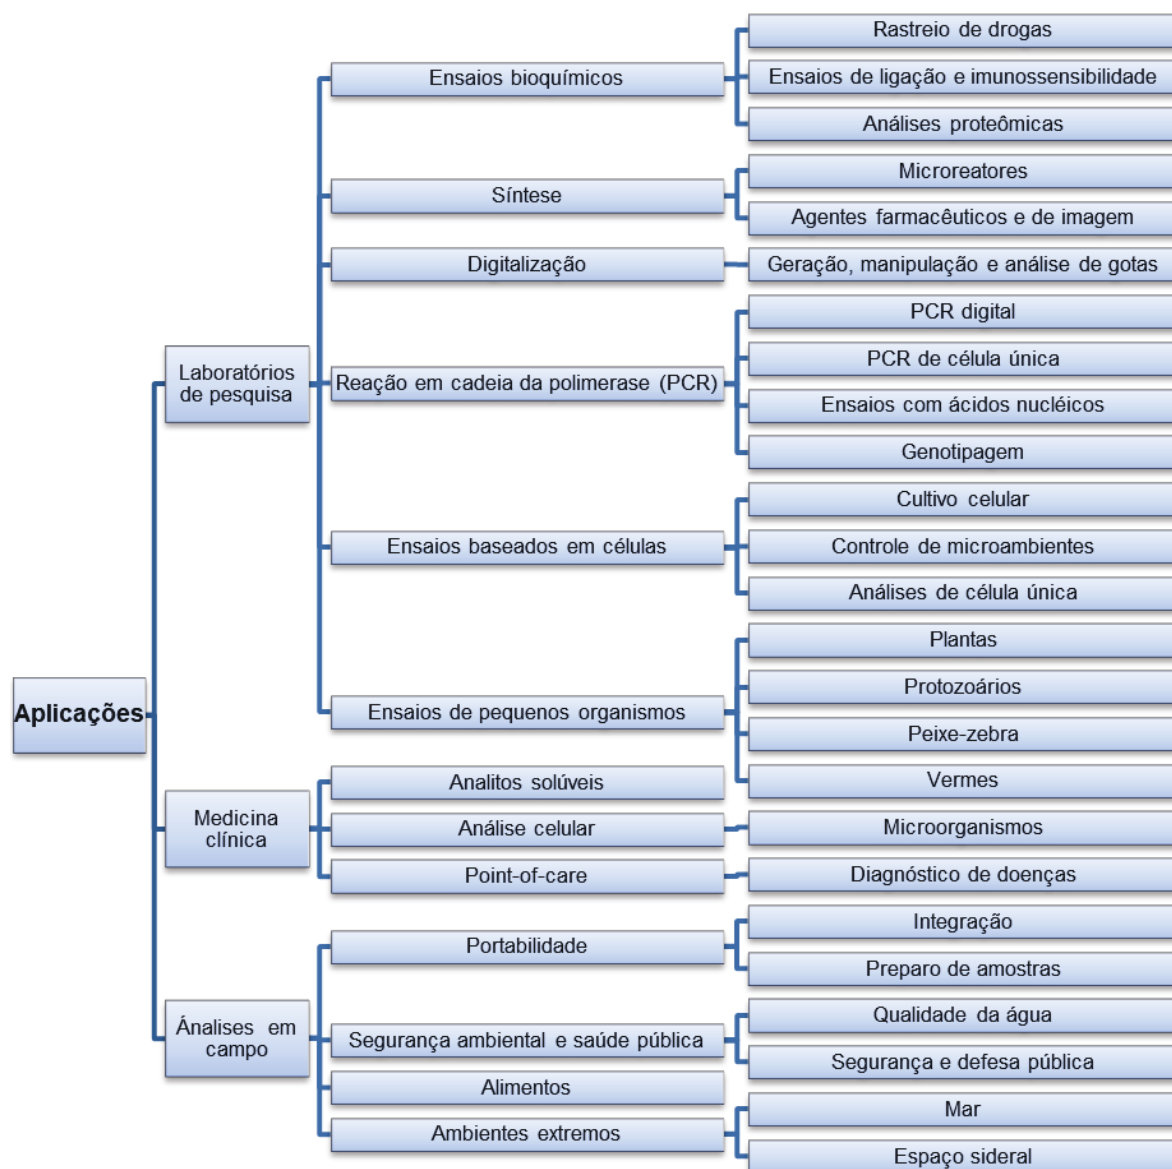 Aplicações
Laboratórios
de pesquisa
Ensaios bioquímicos
Rastreio de drogas
Ensaios de ligação e imunossensibilidade
Análises proteômicas
Síntese
Microreatores
Agentes farmacêuticos e de imagem
Digitalização
Geração, manipulação e análise de gotas
Reação em cadeia da polimerase (PCR)
PCR digital
PCR de célula única
Ensaios com ácidos nucléicos
Genotipagem
Ensaios baseados em células
Cultivo celular
Controle de microambientes
Análises de célula única
Ensaios de pequenos organismos
Plantas
Protozoários
Peixe-zebra
Vermes
Medicina
clínica
Analitos solúveis
Análise celular
Microorganismos
Point-of-care
Diagnóstico de doenças
Ánalises em
campo
Portabilidade
Integração
Preparo de amostras
Segurança ambiental e saúde pública
Qualidade da água
Segurança e defesa pública
Alimentos
Ambientes extremos
Mar
Espaço sideral